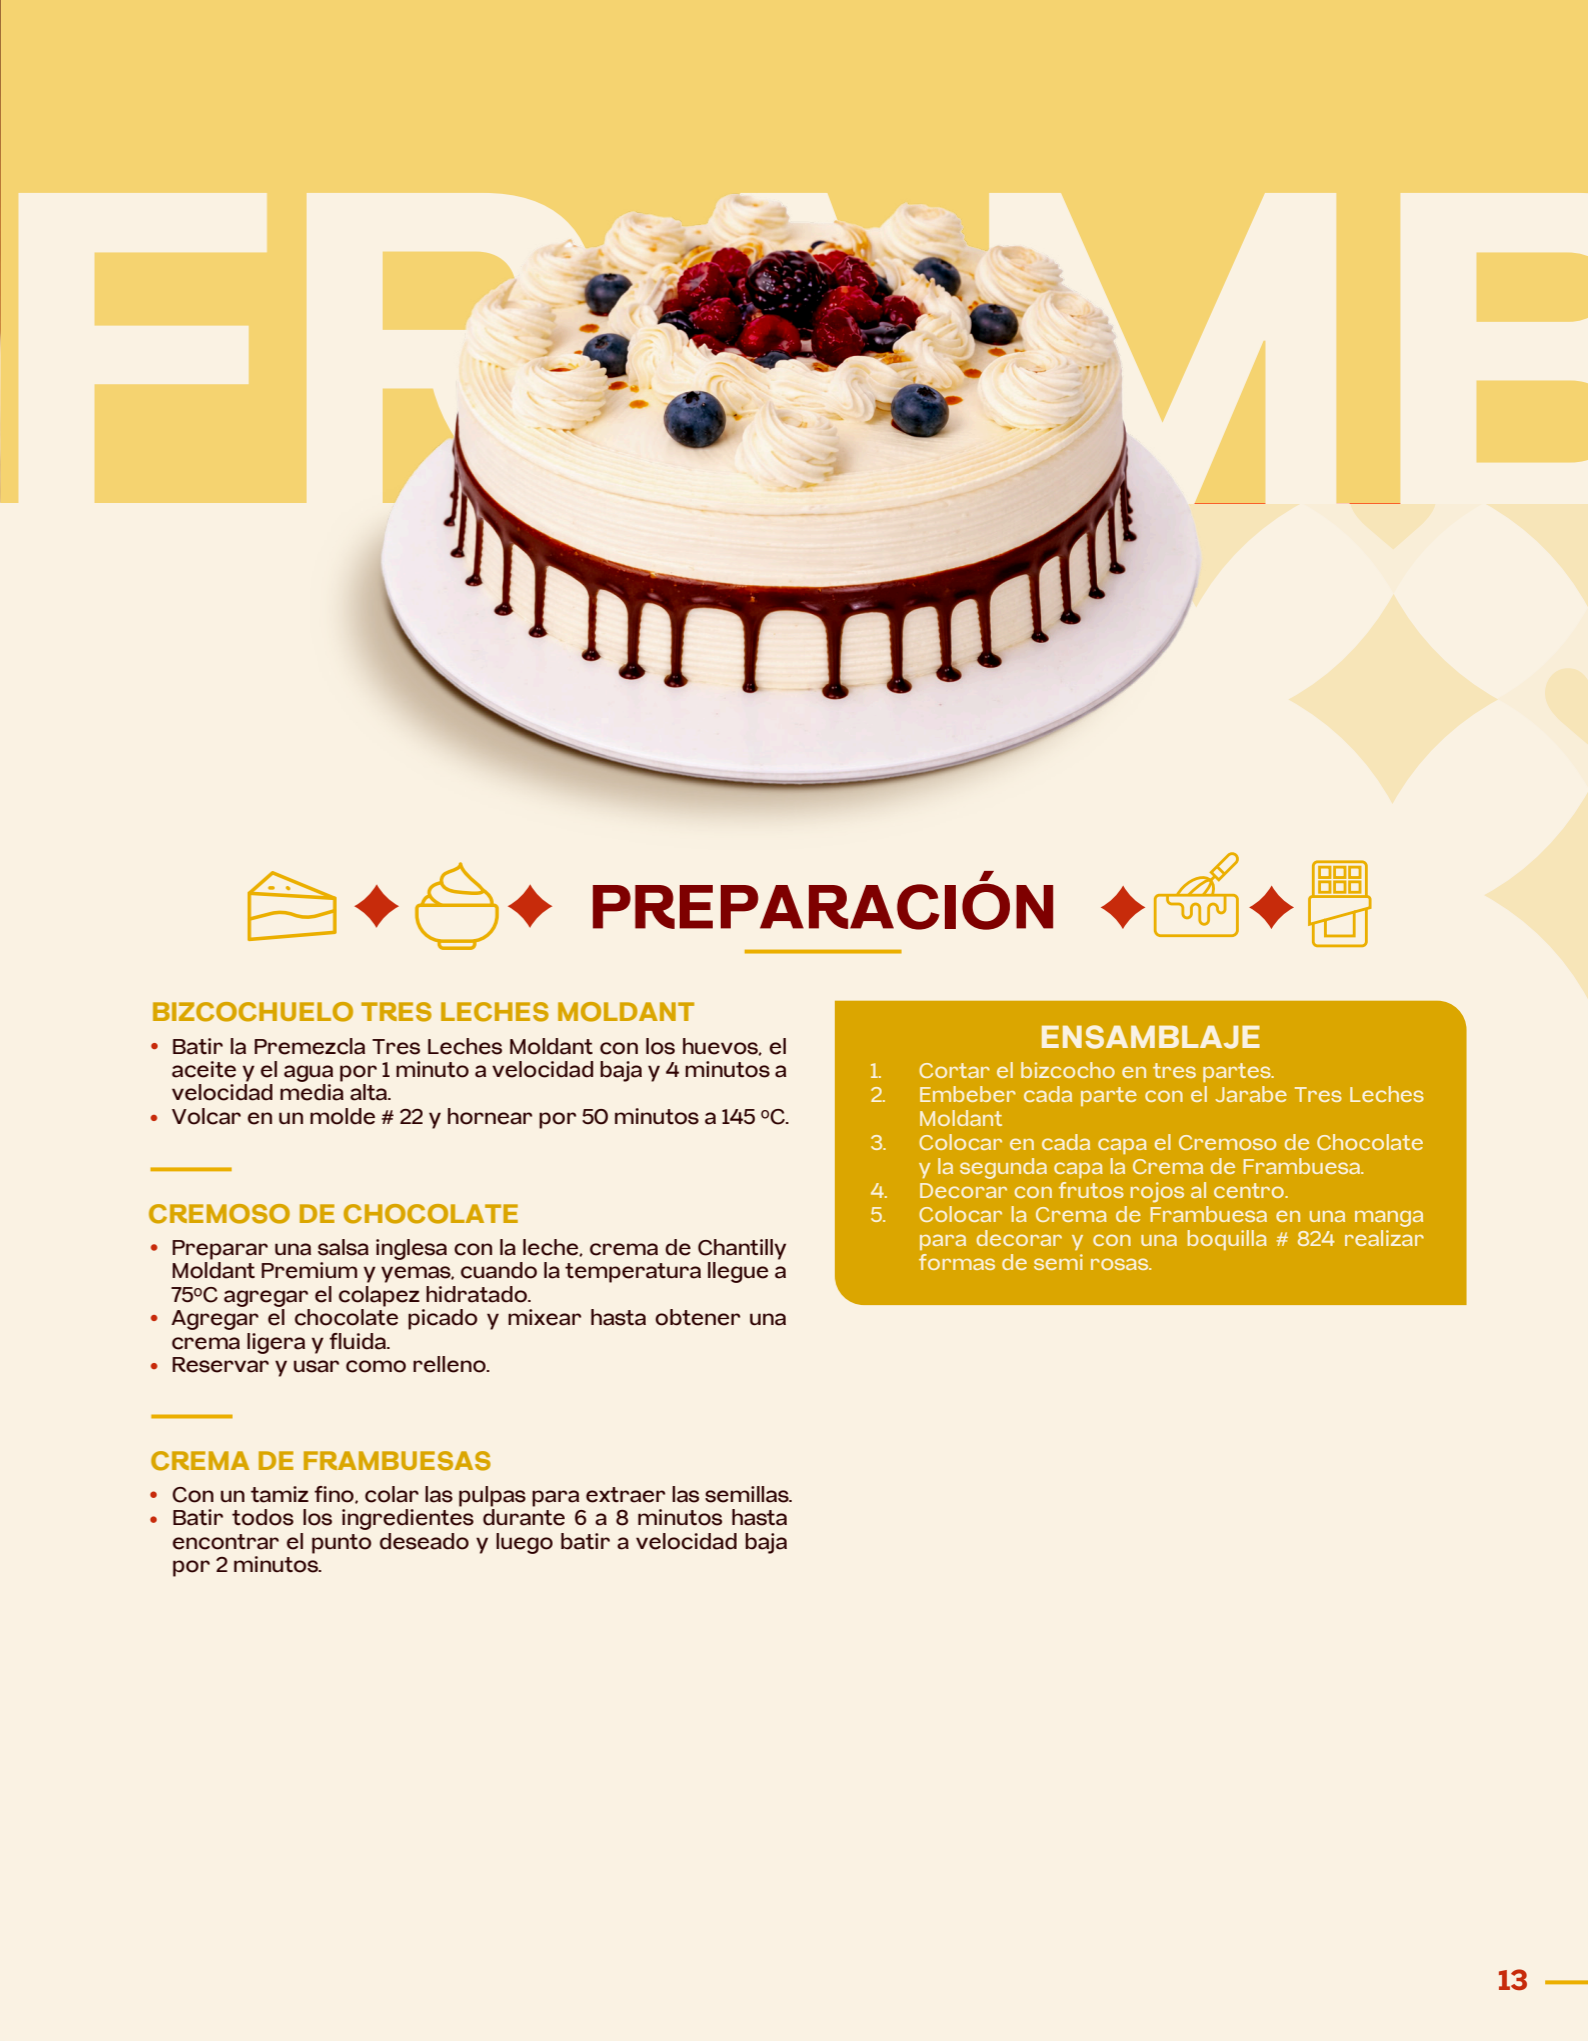 FRAMB
PREPARACIÓN
BIZCOCHUELO TRES LECHES MOLDANT
• Batir la Premezcla Tres Leches Moldant con los huevos, el
aceite y el agua por 1 minuto a velocidad baja y 4 minutos a
velocidad media alta.
• Volcar en un molde # 22 y hornear por 50 minutos a 145 ºC.
CREMOSO DE CHOCOLATE
• Preparar una salsa inglesa con la leche, crema de Chantilly
Moldant Premium y yemas, cuando la temperatura llegue a
75ºC agregar el colapez hidratado.
• Agregar el chocolate picado y mixear hasta obtener una
crema ligera y fluida.
• Reservar y usar como relleno.
CREMA DE FRAMBUESAS
• Con un tamiz fino, colar las pulpas para extraer las semillas.
• Batir todos los ingredientes durante 6 a 8 minutos hasta
encontrar el punto deseado y luego batir a velocidad baja
por 2 minutos.
ENSAMBLAJE
1. Cortar el bizcocho en tres partes.
2. Embeber cada parte con el Jarabe Tres Leches
Moldant
3. Colocar en cada capa el Cremoso de Chocolate
y la segunda capa la Crema de Frambuesa.
4. Decorar con frutos rojos al centro.
5. Colocar la Crema de Frambuesa en una manga
para decorar y con una boquilla # 824 realizar
formas de semi rosas.
13